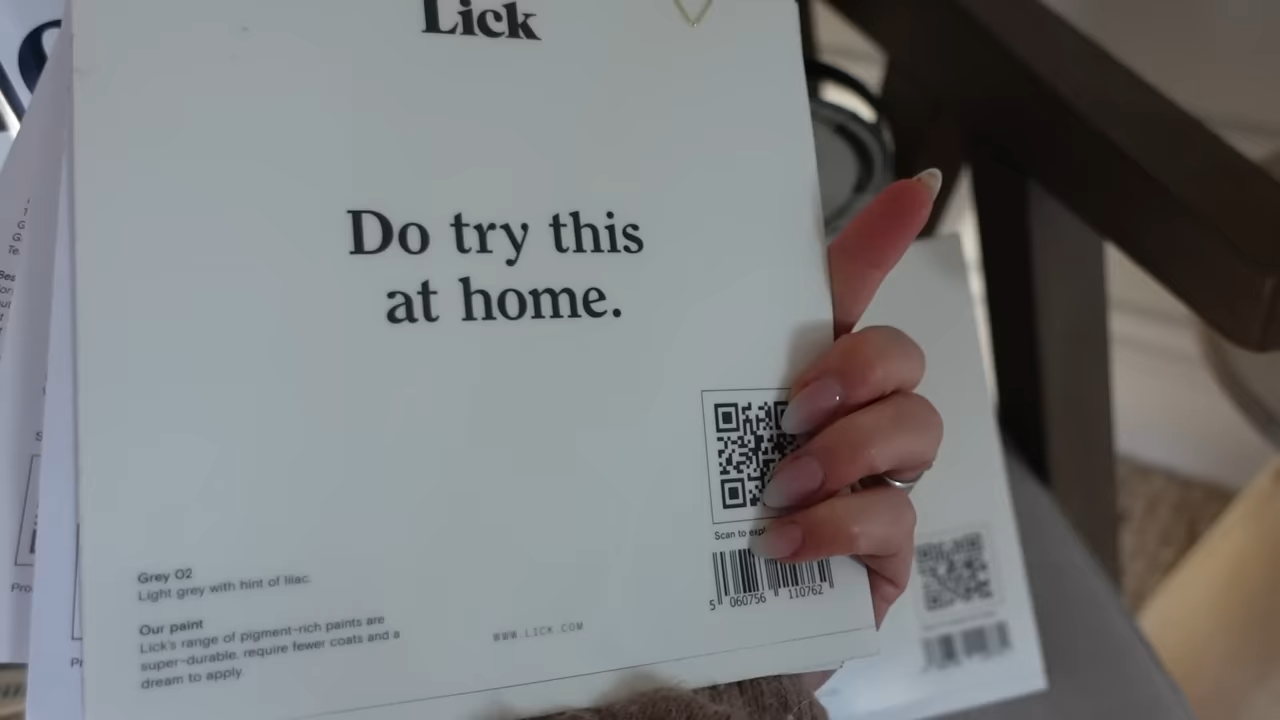 Lick
Do try this
at home.
Scan to
5 060756 110762
Grey 02
Light grey with hint of lilac.
Our paint
Lick's range of pigment-rich paints are
super-durable, require fewer coats and a
dream to apply.
WWW.LICK.COM